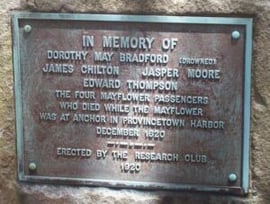 IN MEMORY OF
DOROTHY MAY BRADFORD (DROWNED)
JAMES CHILTON JASPER MOORE
EDWARD THOMPSON
THE FOUR MAYFLOWER PASSENGERS
WHO DIED WHILE THE MAYFLOWER
WAS AT ANCHOR IN PROVINCETOWN HARBOR
DECEMBER 1620
ERECTED BY THE RESEARCH CLUB
1920